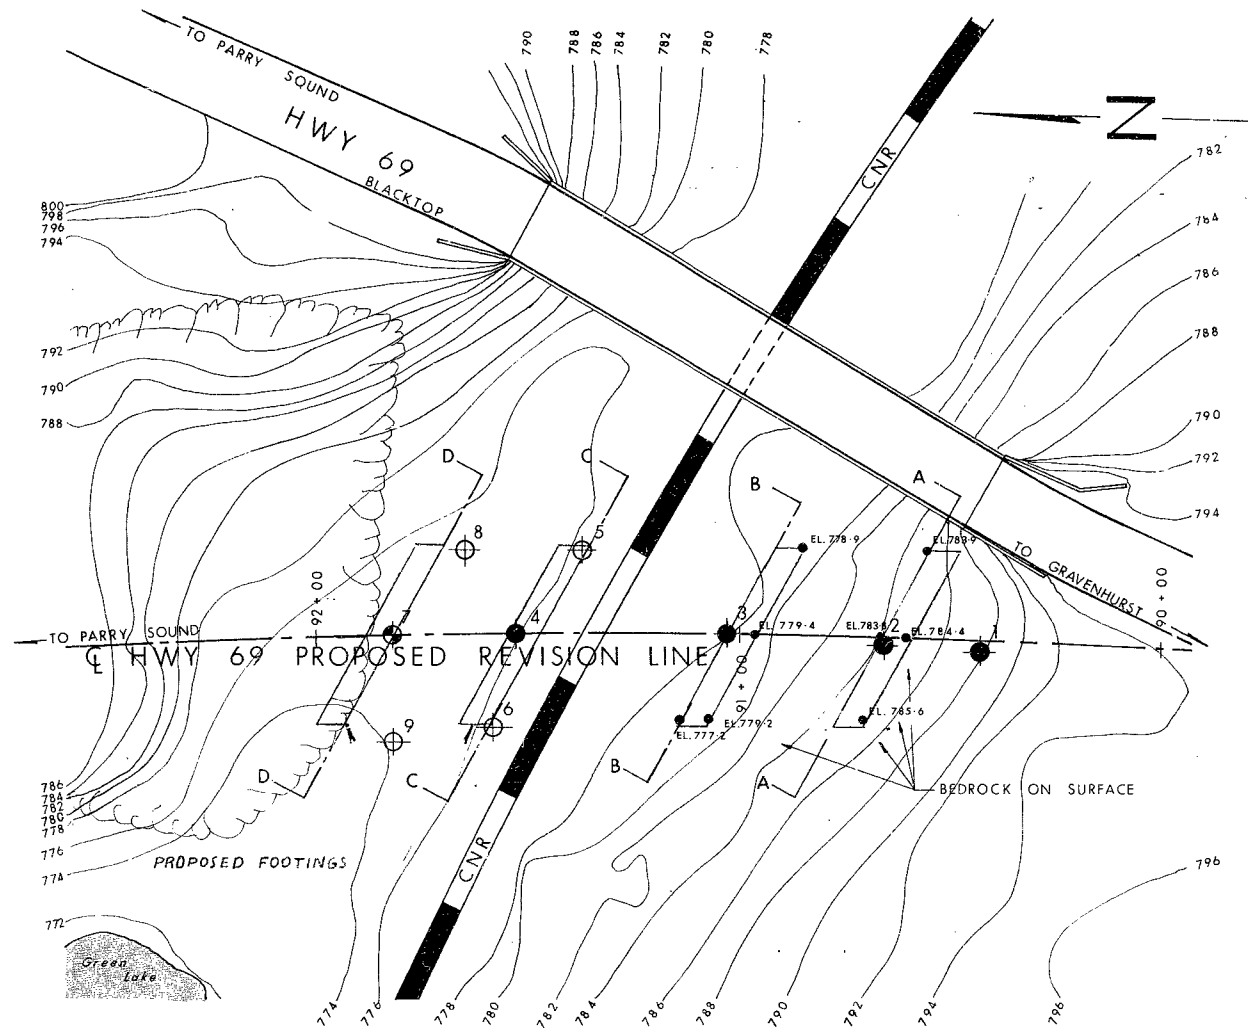 TO PARRY SOUND
HWY 69
BLACKTOP
790
788
786
784
782
780
778
CNR
N
782
784
786
788
790
792
794
800
798
796
794
792
790
788
D
C
B
A
8
5
EL. 778.9
EL. 783.9
TO GRAVENHURST
92+00
90+00
TO PARRY SOUND
7
4
3
EL. 779.4
EL. 783.8
2
EL. 784.4
1
℄ HWY 69 PROPOSED REVISION LINE
91+00
9
6
EL. 777.2
EL. 779.2
EL. 785.6
D
C
B
A
BEDROCK ON SURFACE
786
784
782
780
778
776
774
772
PROPOSED FOOTINGS
CNR
796
Green
Lake
774
776
778
780
782
784
786
788
790
792
794
796